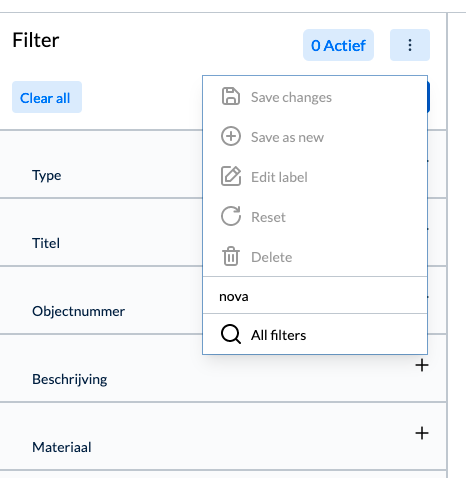 Filter
0 Actief
Clear all
Save changes
Save as new
Edit label
Reset
Delete
nova
All filters
Type
Titel
Objectnummer
Beschrijving
Materiaal